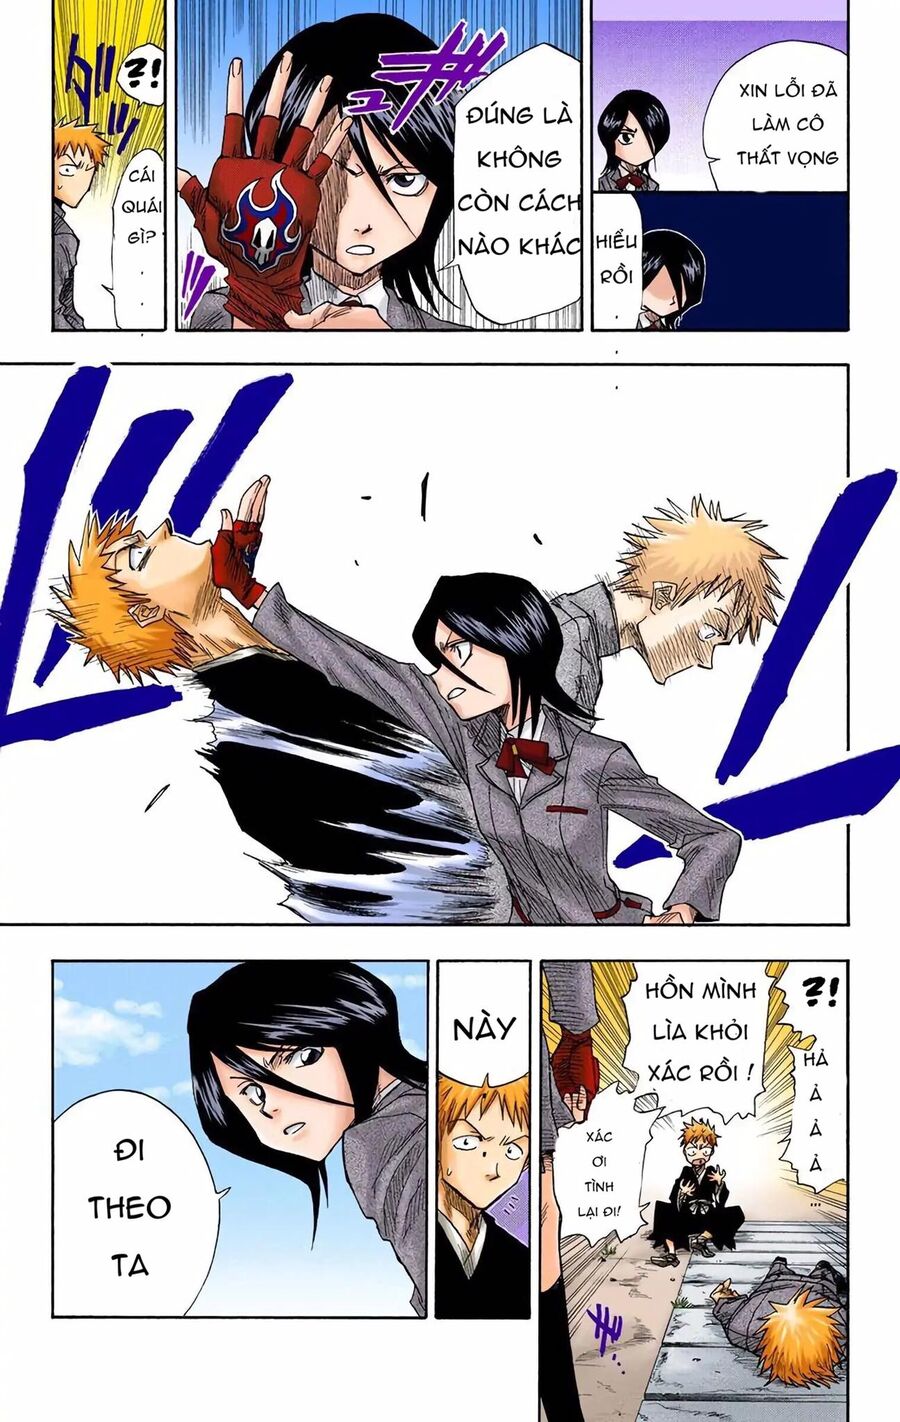 XIN LỖI ĐÃ
LÀM CÔ
THẤT VỌNG
HIỂU
RỒI
ĐÚNG LÀ
KHÔNG
CÒN CÁCH
NÀO KHÁC
?!
CÁI
QUÁI
GÌ?
?!
HẢ
Ả
Ả
Ả
...
HỒN MÌNH
LÌA KHỎI
XÁC RỒI !
XÁC
ƠI
TỈNH
LẠI ĐI!
NÀY
ĐI
THEO
TA